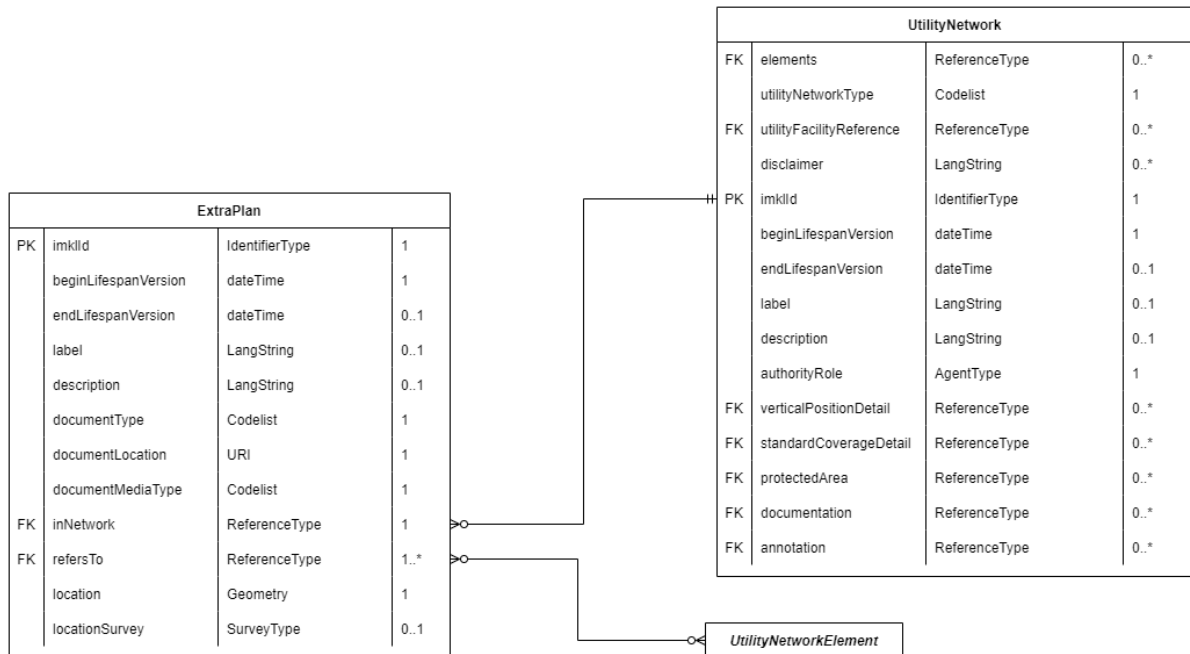 UtilityNetwork
FK elements ReferenceType 0..*
utilityNetworkType Codelist 1
FK utilityFacilityReference ReferenceType 0..*
disclaimer LangString 0..*
PK imklId IdentifierType 1
beginLifespanVersion dateTime 1
endLifespanVersion dateTime 0..1
label LangString 0..1
description LangString 0..1
authorityRole AgentType 1
FK verticalPositionDetail ReferenceType 0..*
FK standardCoverageDetail ReferenceType 0..*
FK protectedArea ReferenceType 0..*
FK documentation ReferenceType 0..*
FK annotation ReferenceType 0..*
ExtraPlan
PK imklId IdentifierType 1
beginLifespanVersion dateTime 1
endLifespanVersion dateTime 0..1
label LangString 0..1
description LangString 0..1
documentType Codelist 1
documentLocation URI 1
documentMediaType Codelist 1
FK inNetwork ReferenceType 1
FK refersTo ReferenceType 1..*
location Geometry 1
locationSurvey SurveyType 0..1
UtilityNetworkElement